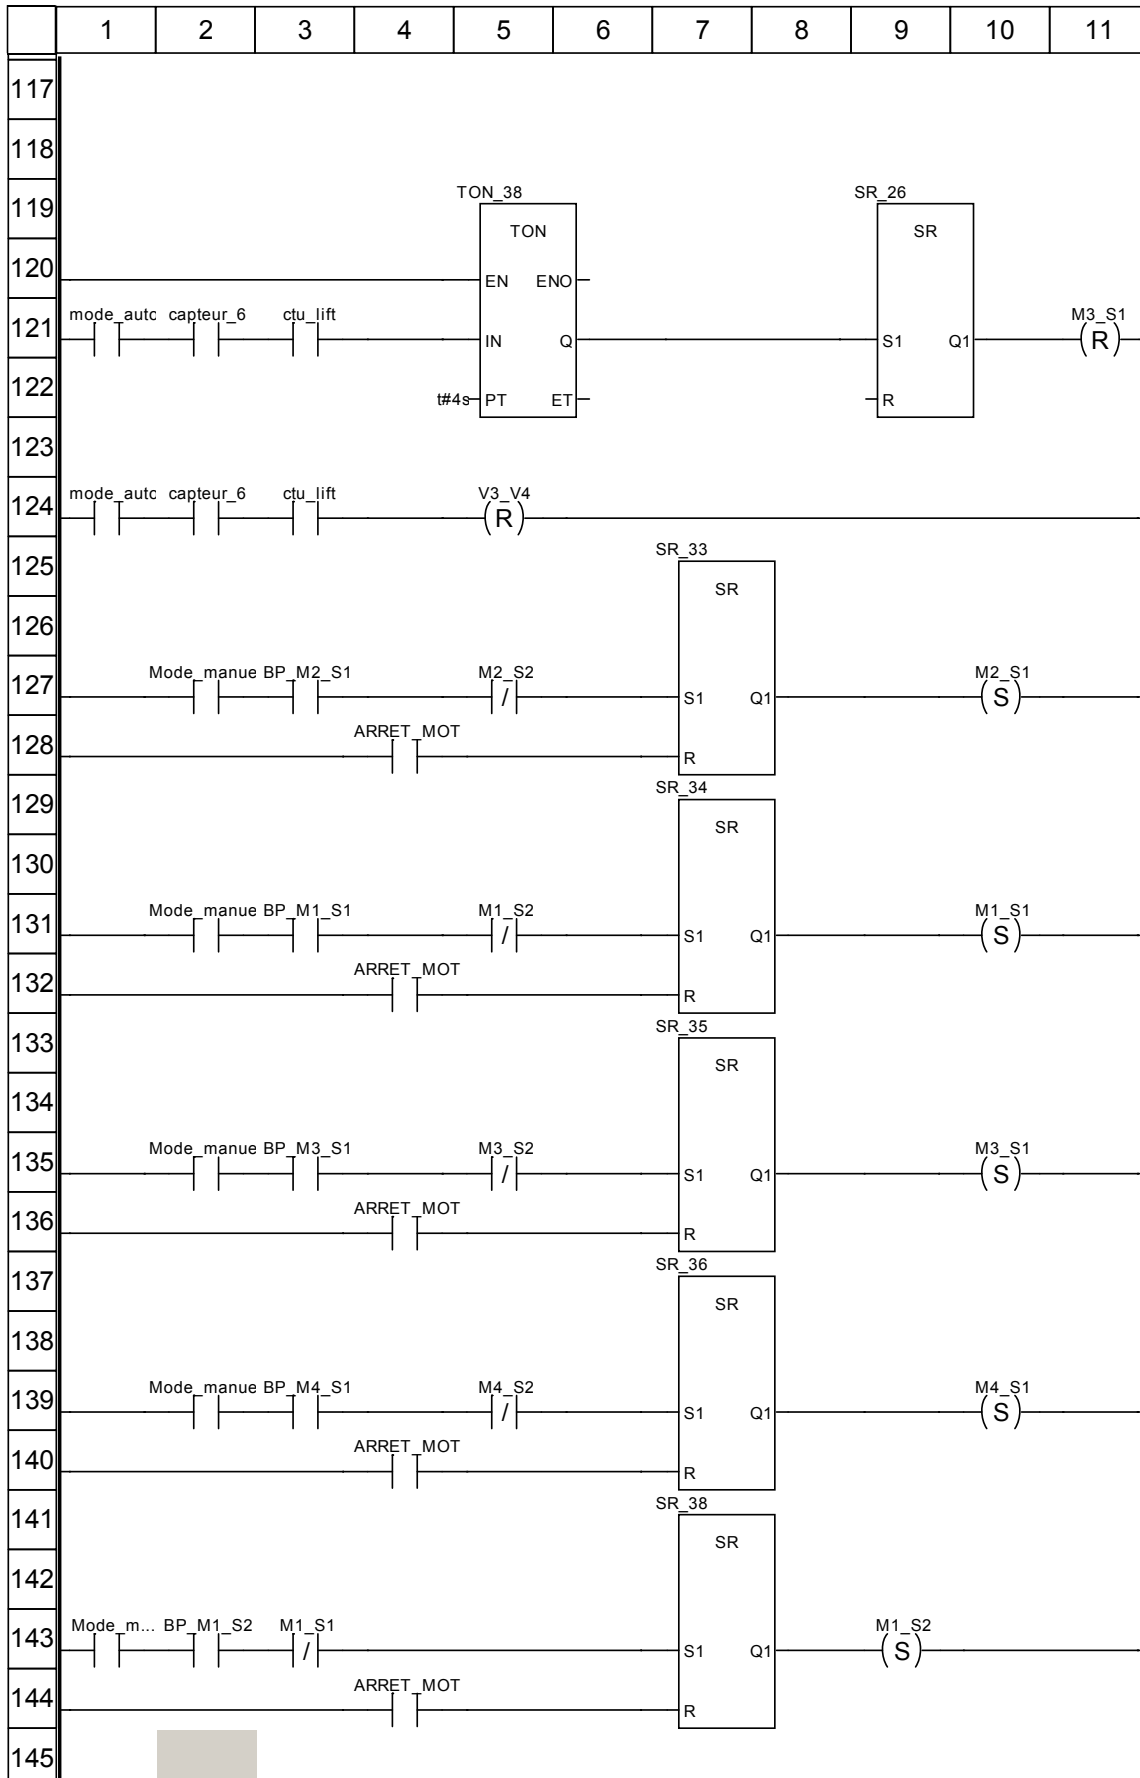 1 2 3 4 5 6 7 8 9 10 11
117
118
119 TON_38 SR_26
TON SR
120 EN ENO
121 mode_auto capteur_6 ctu_lift IN Q S1 Q1 M3_S1 R
122 t#4s PT ET R
123
124 mode_auto capteur_6 ctu_lift V3_V4 R
125 SR_33
SR
126
127 Mode_manue BP_M2_S1 M2_S2 / S1 Q1 M2_S1 S
128 ARRET_MOT R
129 SR_34
SR
130
131 Mode_manue BP_M1_S1 M1_S2 / S1 Q1 M1_S1 S
132 ARRET_MOT R
133 SR_35
SR
134
135 Mode_manue BP_M3_S1 M3_S2 / S1 Q1 M3_S1 S
136 ARRET_MOT R
137 SR_36
SR
138
139 Mode_manue BP_M4_S1 M4_S2 / S1 Q1 M4_S1 S
140 ARRET_MOT R
141 SR_38
SR
142
143 Mode_m... BP_M1_S2 M1_S1 / S1 Q1 M1_S2 S
144 ARRET_MOT R
145